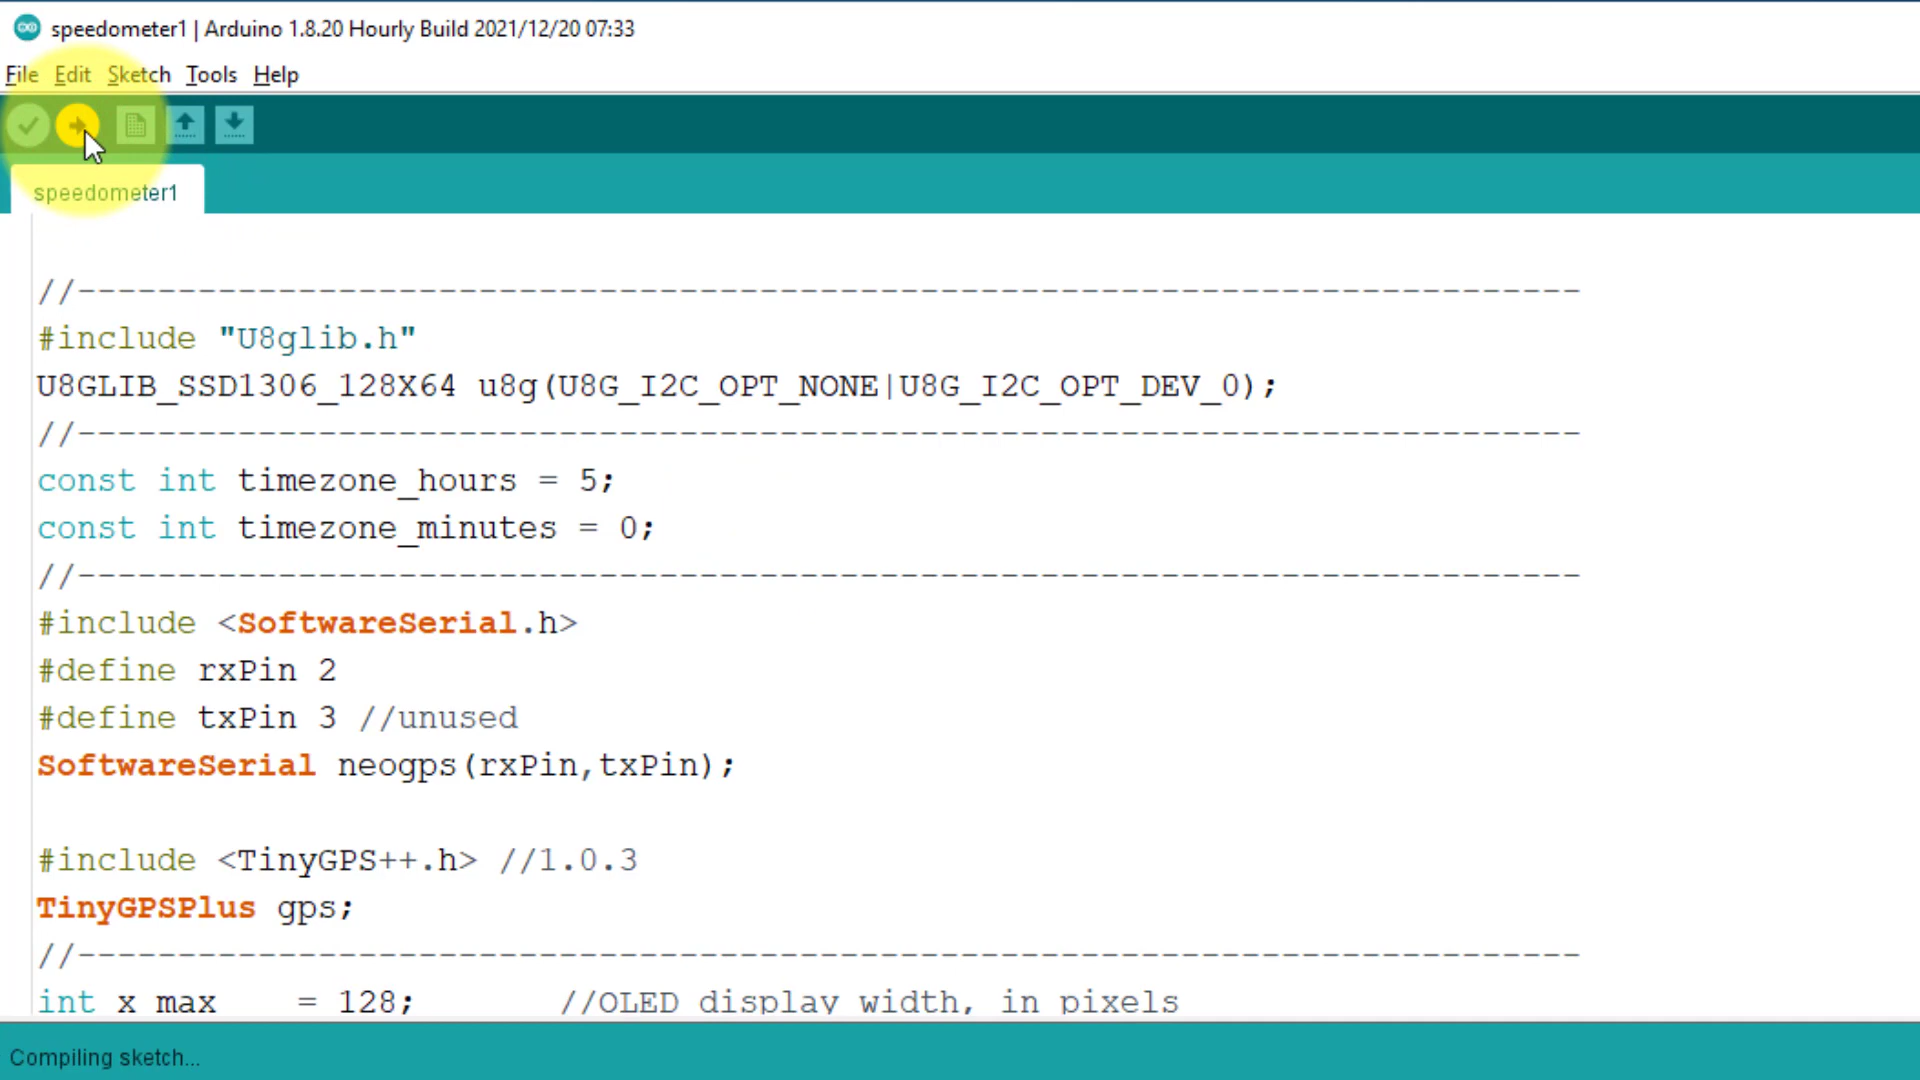 speedometer1 | Arduino 1.8.20 Hourly Build 2021/12/20 07:33
File Edit Sketch Tools Help
speedometer1
//---------------------------------------------------------------------------
#include "U8glib.h"
U8GLIB_SSD1306_128X64 u8g(U8G_I2C_OPT_NONE|U8G_I2C_OPT_DEV_0);
//---------------------------------------------------------------------------
const int timezone_hours = 5;
const int timezone_minutes = 0;
//---------------------------------------------------------------------------
#include <SoftwareSerial.h>
#define rxPin 2
#define txPin 3 //unused
SoftwareSerial neogps(rxPin,txPin);
#include <TinyGPS++.h> //1.0.3
TinyGPSPlus gps;
//---------------------------------------------------------------------------
int x_max    = 128;       //OLED display width, in pixels
Compiling sketch...